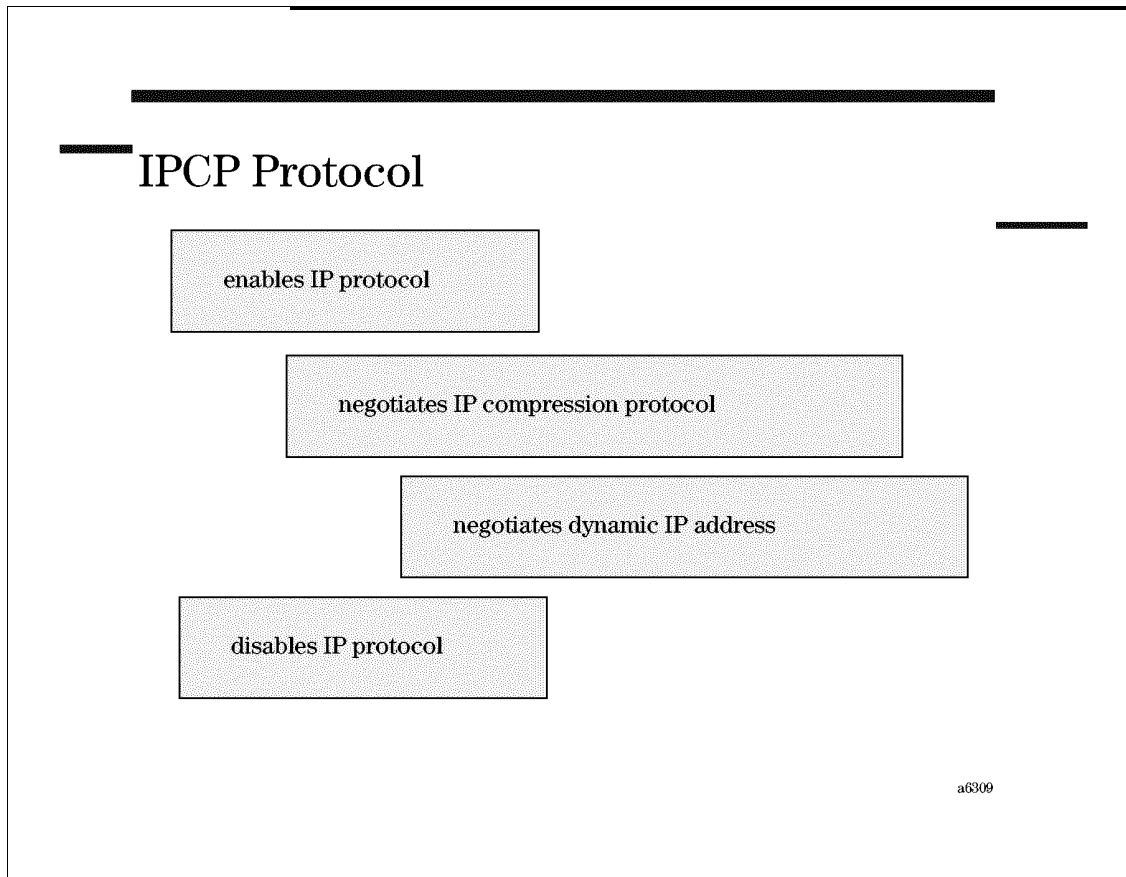 IPCP Protocol
enables IP protocol
negotiates IP compression protocol
negotiates dynamic IP address
disables IP protocol
a6309